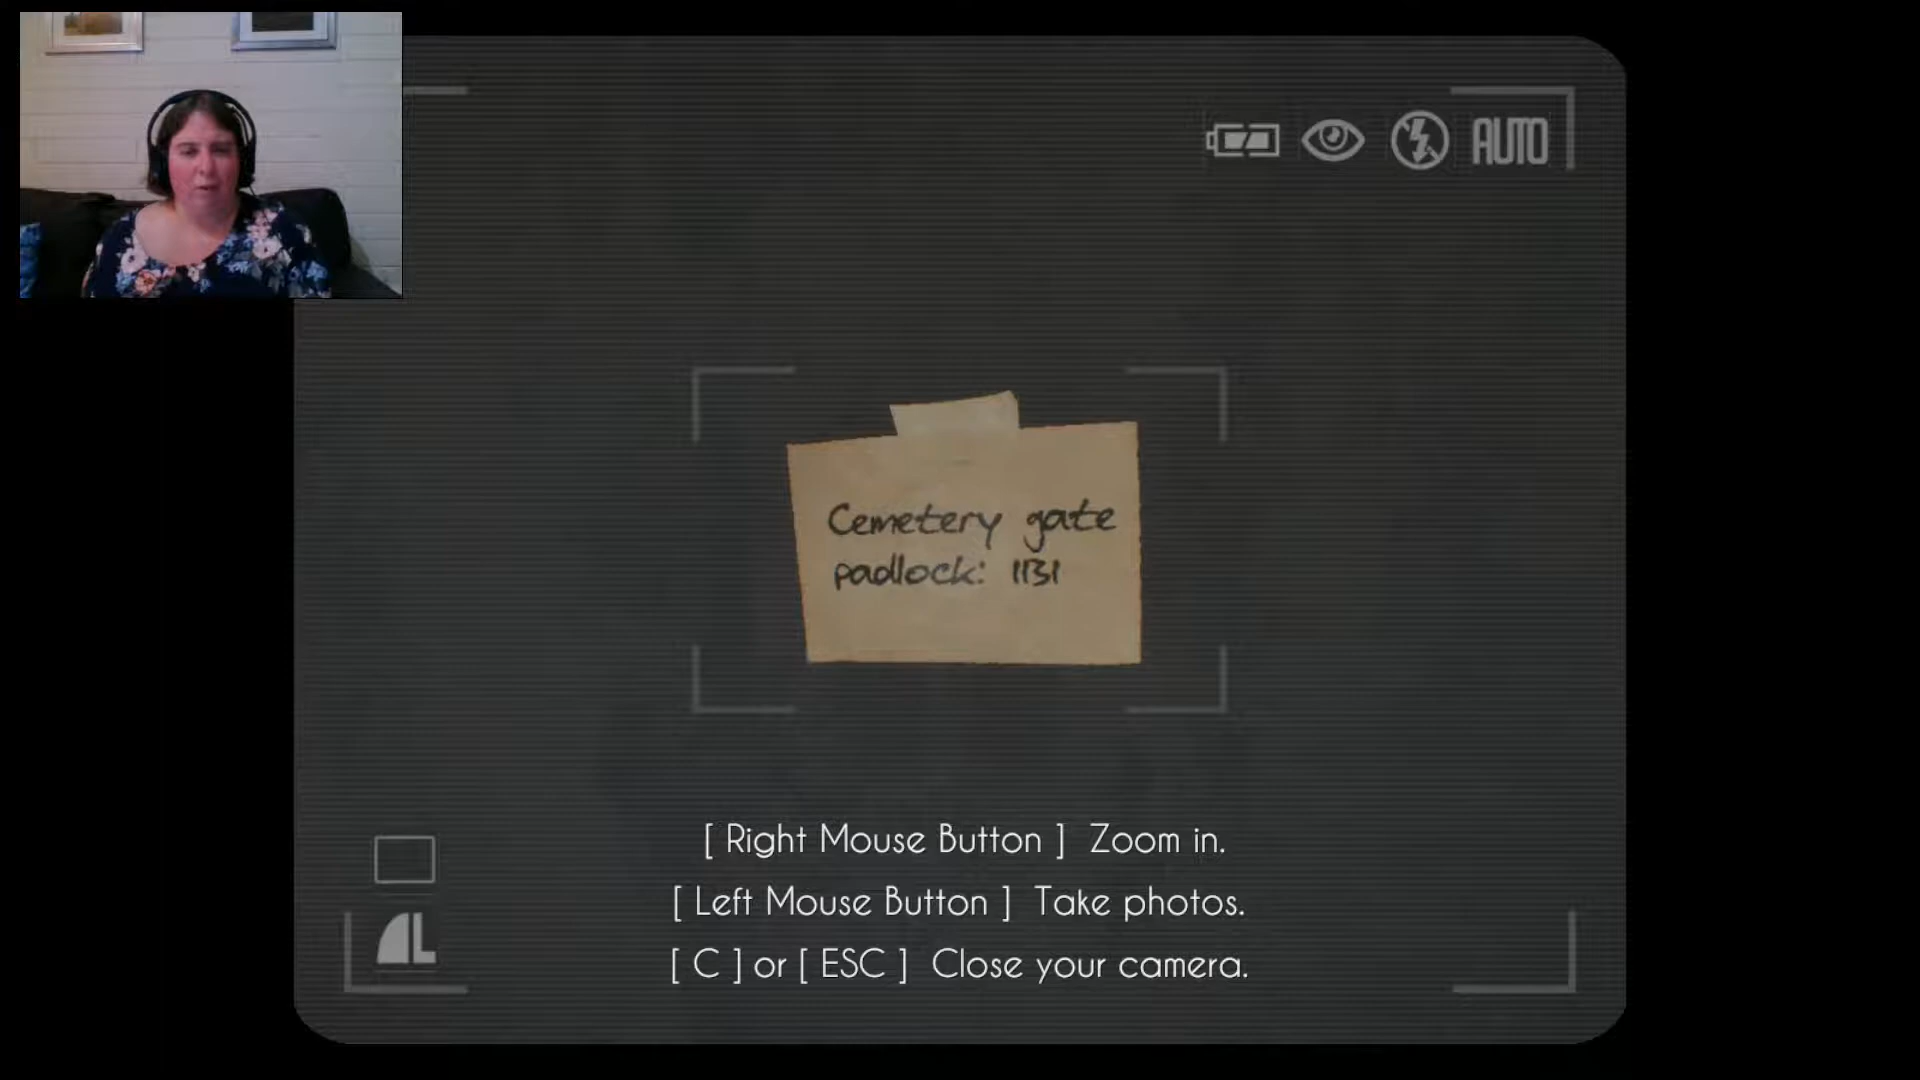 AUTO
Cemetery gate
padlock: 1131
[ Right Mouse Button ] Zoom in.
[ Left Mouse Button ] Take photos.
[ C ] or [ ESC ] Close your camera.
L